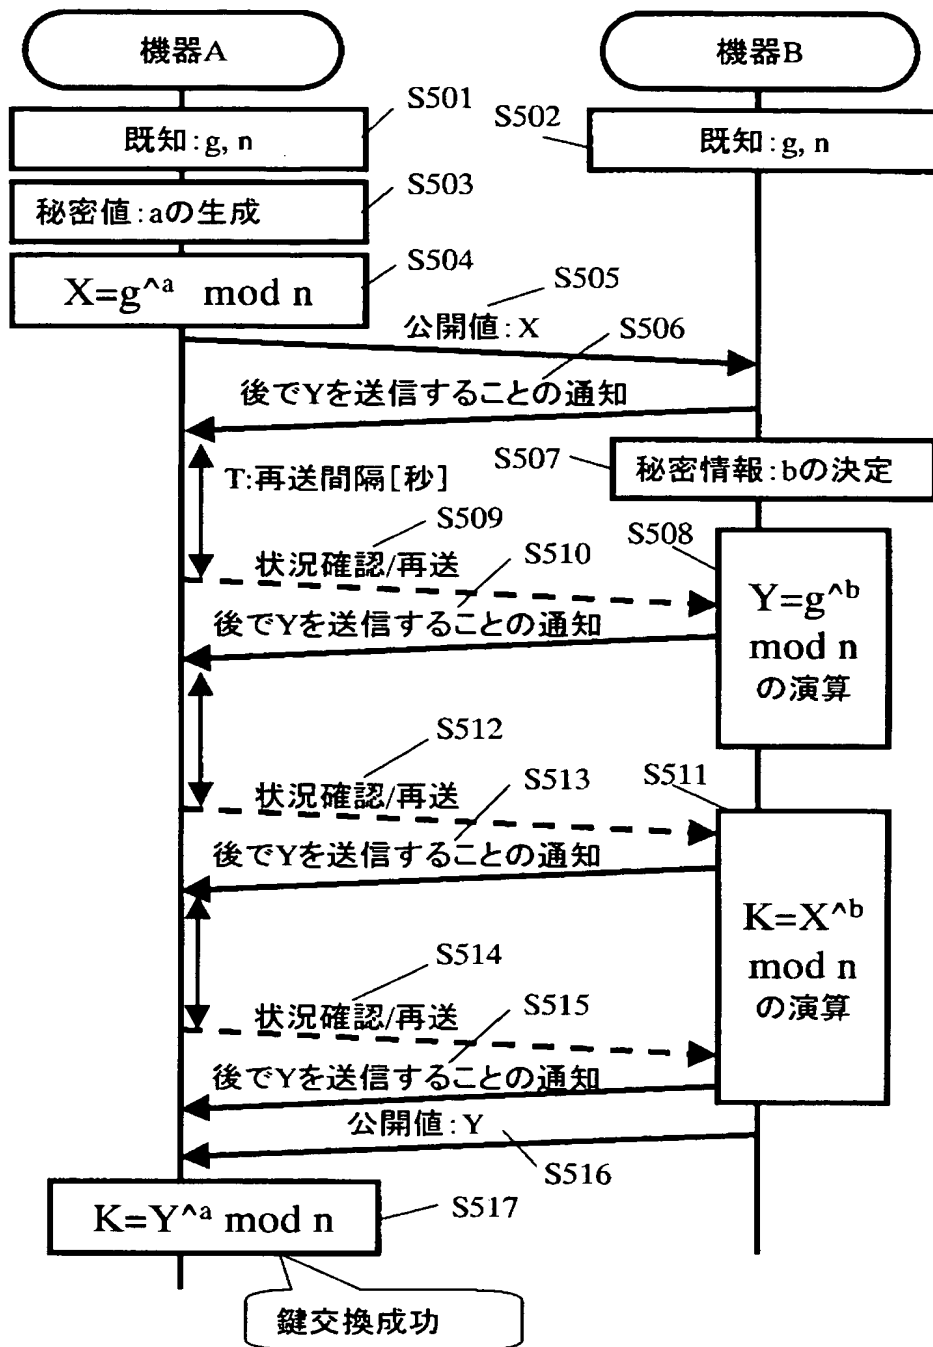 機器A
機器B
S501
S502
既知:g, n
既知:g, n
S503
秘密値:aの生成
S504
X=g^a mod n
S505
公開値:X
S506
後でYを送信することの通知
S507
秘密情報:bの決定
T:再送間隔[秒]
S509
状況確認/再送
S508
S510
後でYを送信することの通知
Y=g^b
mod n
の演算
S512
状況確認/再送
S511
S513
後でYを送信することの通知
K=X^b
mod n
の演算
S514
状況確認/再送
S515
後でYを送信することの通知
公開値:Y
S516
S517
K=Y^a mod n
鍵交換成功